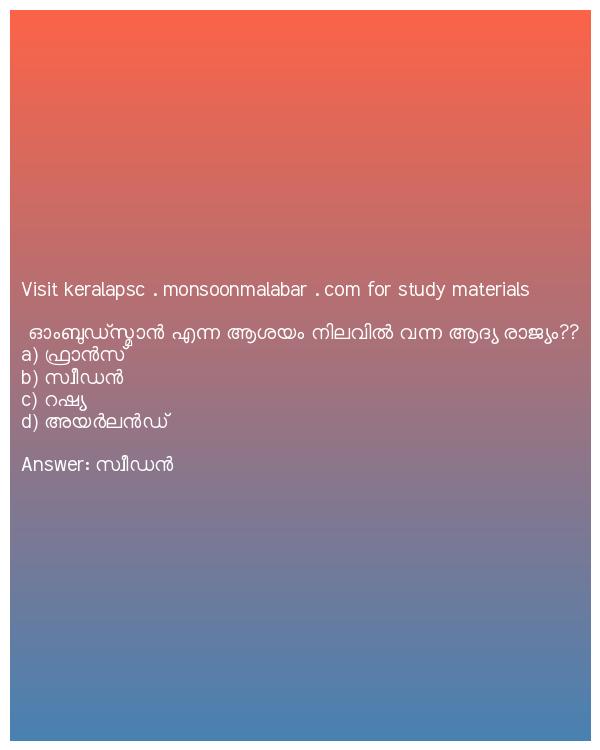 Visit keralapsc .monsoonmalabar .com for study materials
ഓംബുഡ്സ്മാൻ എന്ന ആശയം നിലവിൽ വന്ന ആദ്യ രാജ്യം??
a) ഫ്രാൻസ്
b) സ്വീഡൻ
c) റഷ്യ
d) അയർലൻഡ്
Answer: സ്വീഡൻ